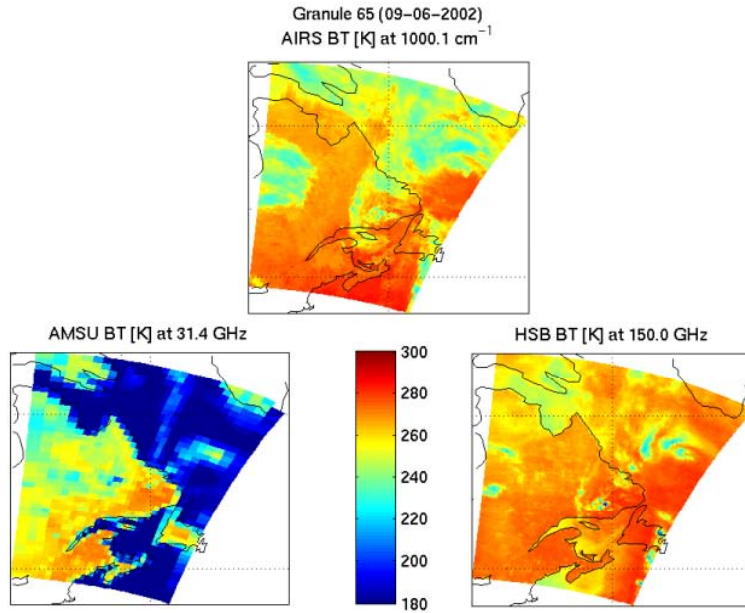 Granule 65 (09-06-2002)
AIRS BT [K] at 1000.1 cm⁻¹
AMSU BT [K] at 31.4 GHz
HSB BT [K] at 150.0 GHz
300
280
260
240
220
200
180